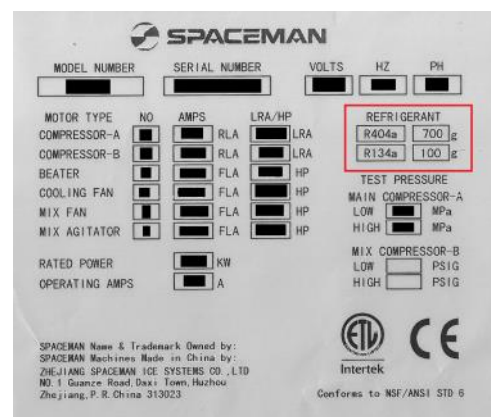 SPACEMAN
MODEL NUMBER SERIAL NUMBER VOLTS HZ PH
MOTOR TYPE NO AMPS LRA/HP REFRIGERANT
COMPRESSOR-A RLA LRA R404a 700 g
COMPRESSOR-B RLA LRA R134a 100 g
BEATER FLA HP TEST PRESSURE
COOLING FAN FLA HP MAIN COMPRESSOR-A
MIX FAN FLA HP LOW MPa
MIX AGITATOR FLA HP HIGH MPa
MIX COMPRESSOR-B
RATED POWER KW LOW PSIG
OPERATING AMPS A HIGH PSIG
ETL CE
Intertek
SPACEMAN Name & Trademark Owned by:
SPACEMAN Machines Made in China by:
ZHEJIANG SPACEMAN ICE SYSTEMS CO.,LTD
NO.1 Guanze Road,Daxi Town,Huzhou
Zhejiang,P.R.China 313023 Conforms to NSF/ANSI STD 6